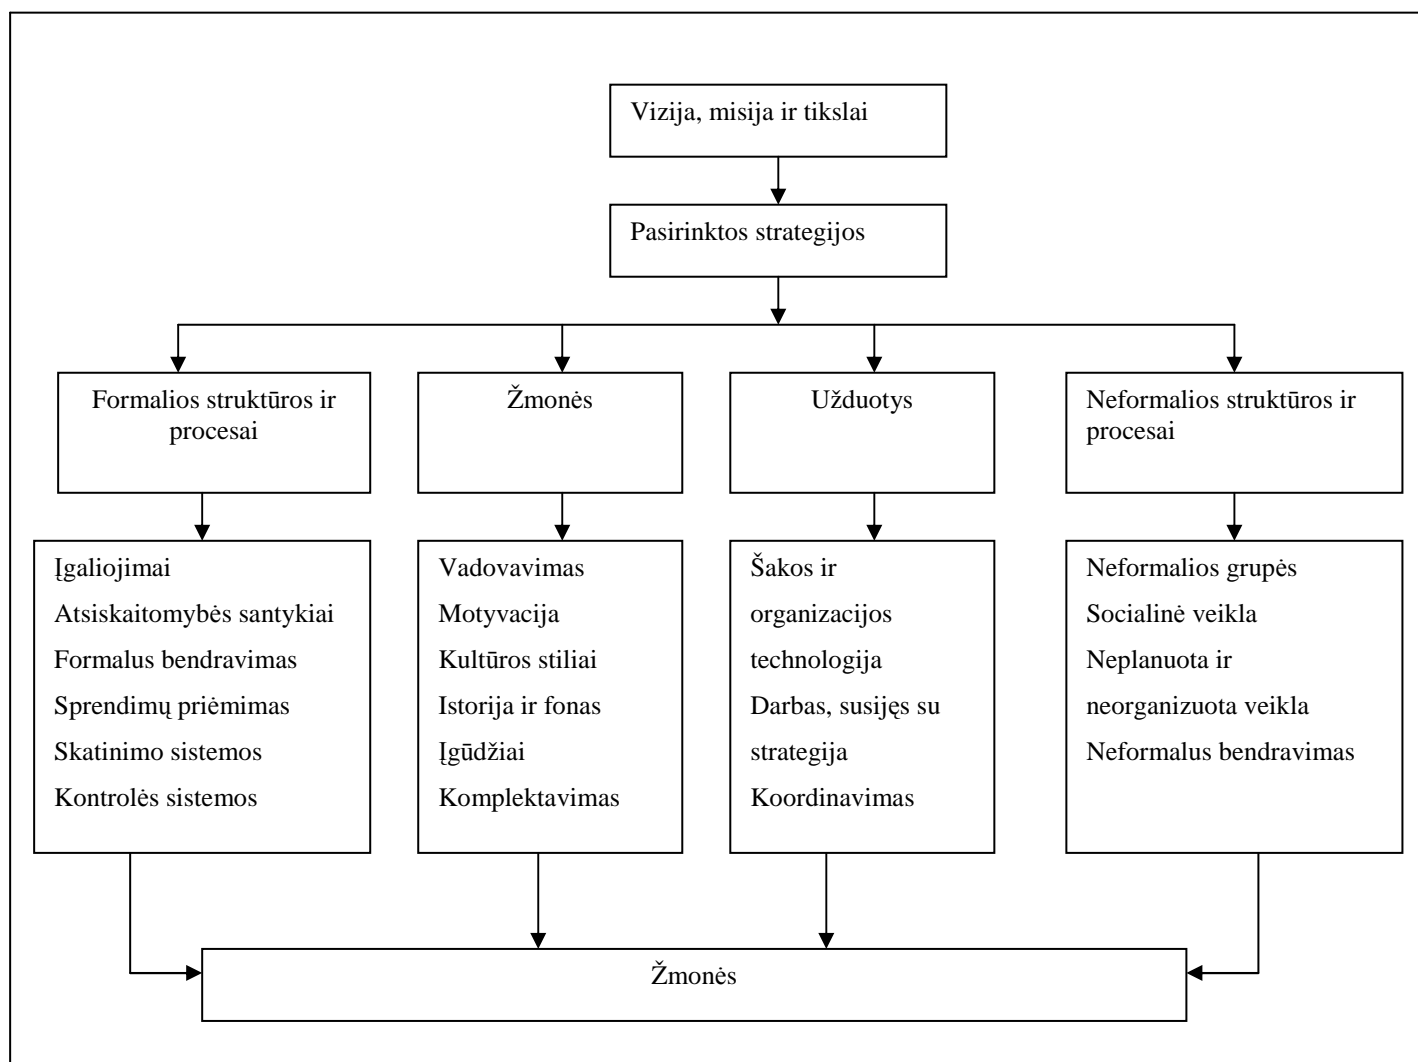 Vizija, misija ir tikslai
Pasirinktos strategijos
Formalios struktūros ir
procesai
Žmonės
Užduotys
Neformalios struktūros ir
procesai
Įgaliojimai
Atsiskaitomybės santykiai
Formalus bendravimas
Sprendimų priėmimas
Skatinimo sistemos
Kontrolės sistemos
Vadovavimas
Motyvacija
Kultūros stiliai
Istorija ir fonas
Įgūdžiai
Komplektavimas
Šakos ir
organizacijos
technologija
Darbas, susijęs su
strategija
Koordinavimas
Neformalios grupės
Socialinė veikla
Neplanuota ir
neorganizuota veikla
Neformalus bendravimas
Žmonės